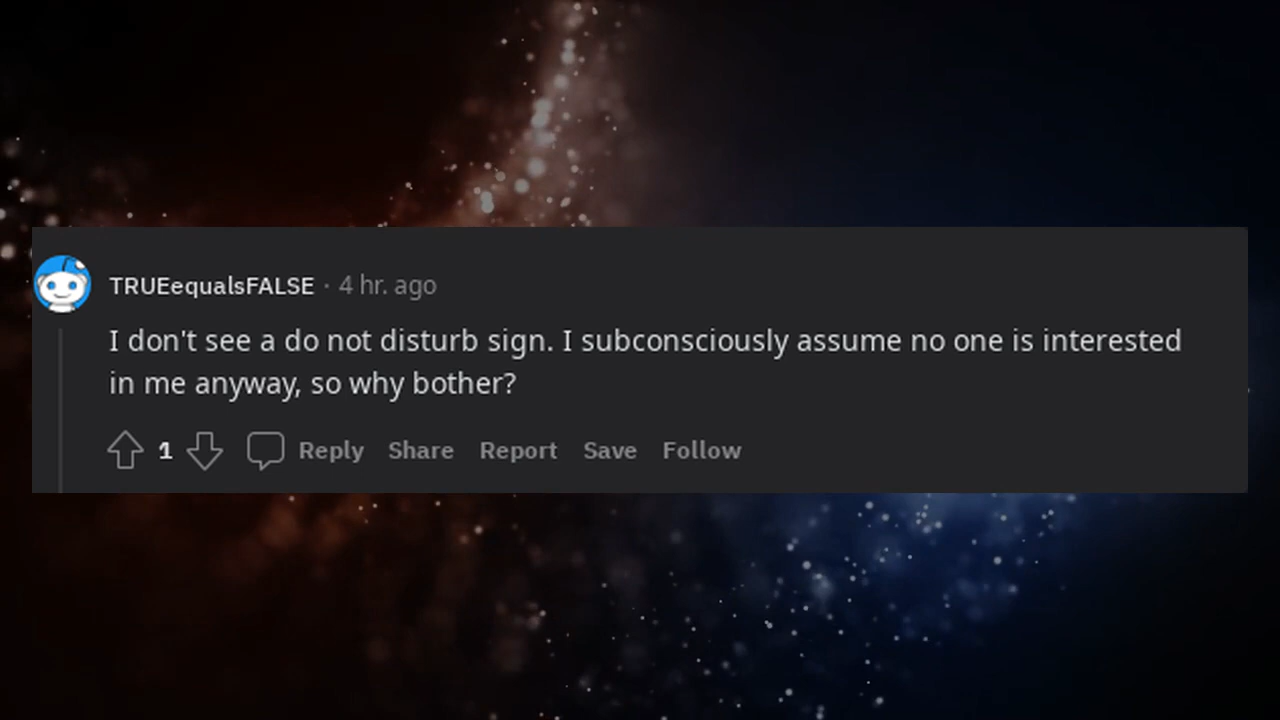 TRUEequalsFALSE · 4 hr. ago
I don't see a do not disturb sign. I subconsciously assume no one is interested
in me anyway, so why bother?
1 Reply Share Report Save Follow